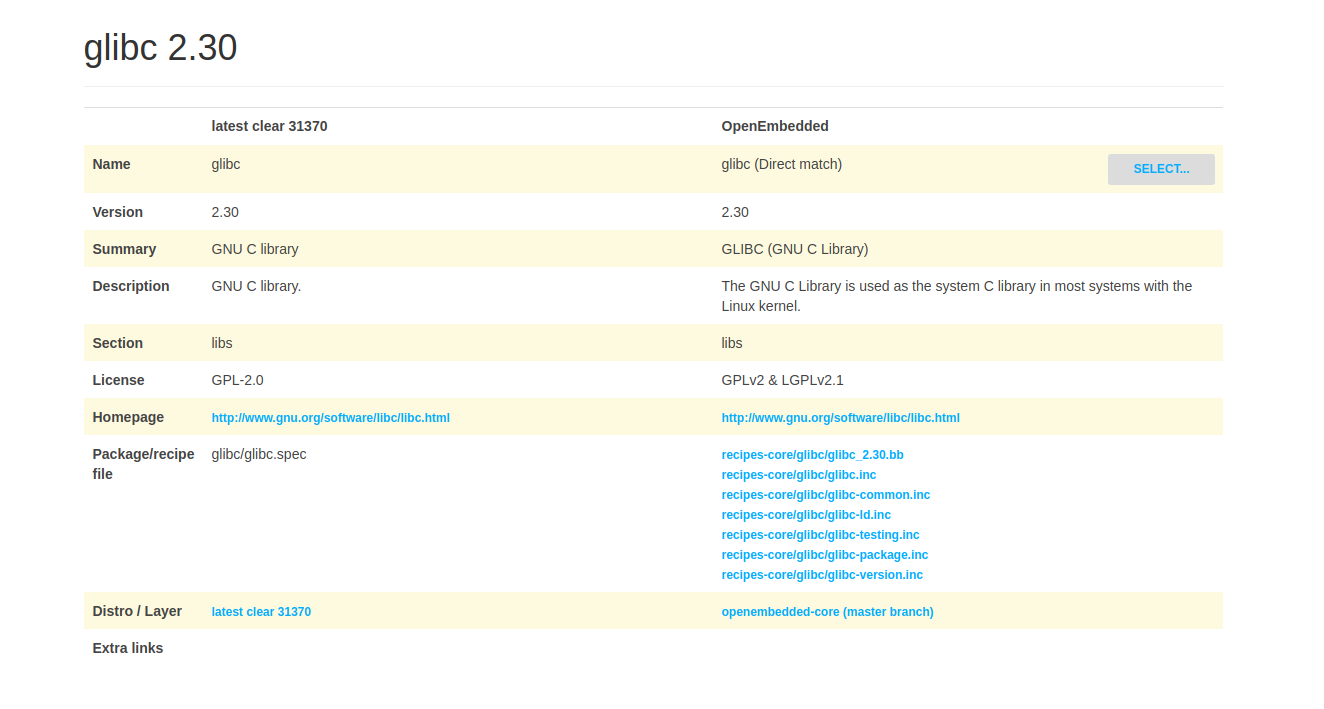 glibc 2.30
latest clear 31370 OpenEmbedded
Name glibc glibc (Direct match) SELECT...
Version 2.30 2.30
Summary GNU C library GLIBC (GNU C Library)
Description GNU C library. The GNU C Library is used as the system C library in most systems with the
Linux kernel.
Section libs libs
License GPL-2.0 GPLv2 & LGPLv2.1
Homepage http://www.gnu.org/software/libc/libc.html http://www.gnu.org/software/libc/libc.html
Package/recipe glibc/glibc.spec recipes-core/glibc/glibc_2.30.bb
file recipes-core/glibc/glibc.inc
recipes-core/glibc/glibc-common.inc
recipes-core/glibc/glibc-ld.inc
recipes-core/glibc/glibc-testing.inc
recipes-core/glibc/glibc-package.inc
recipes-core/glibc/glibc-version.inc
Distro / Layer latest clear 31370 openembedded-core (master branch)
Extra links